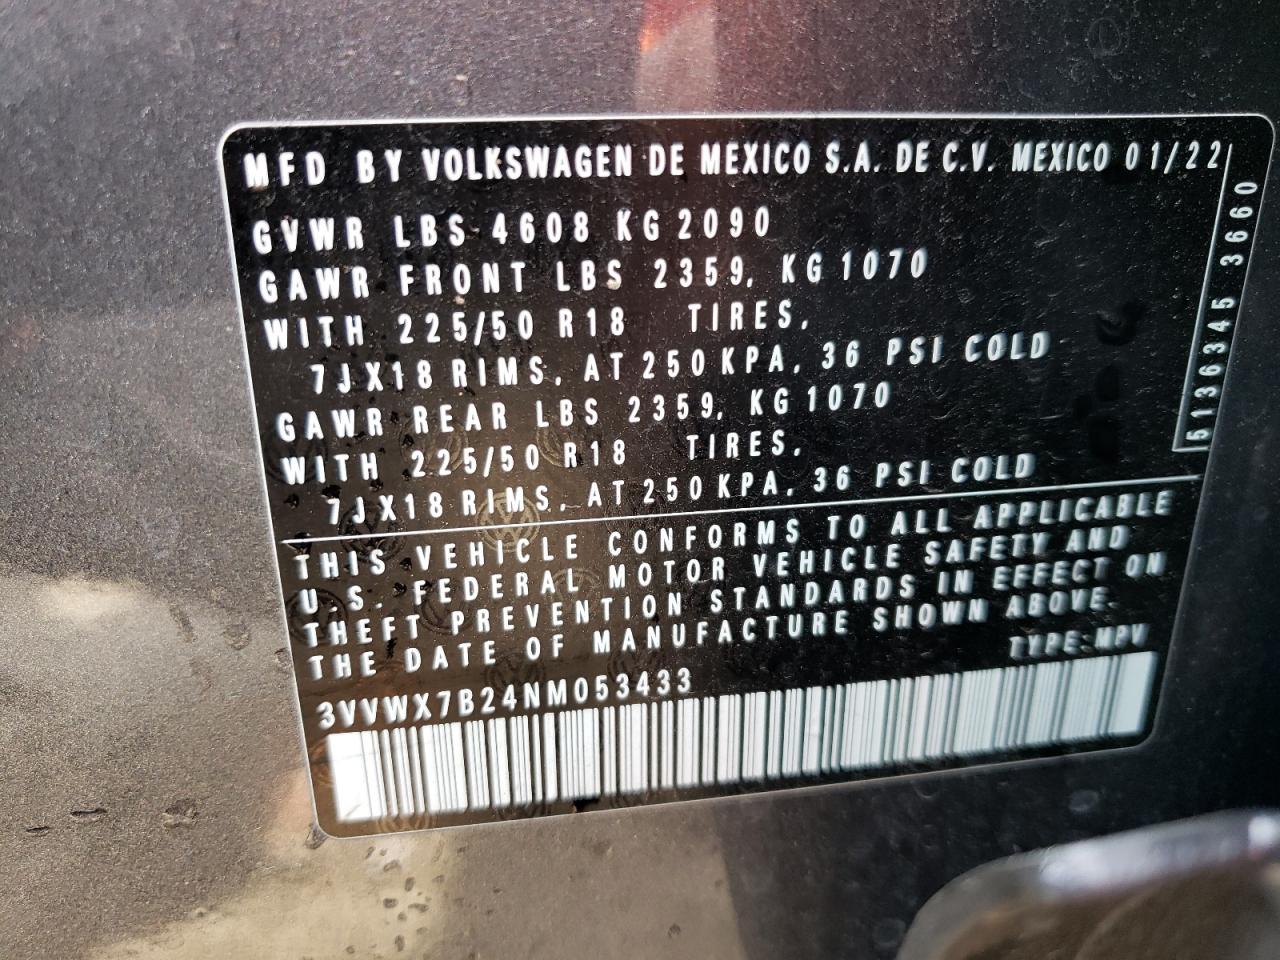 MFD BY VOLKSWAGEN DE MEXICO S.A. DE C.V. MEXICO 01/22
GVWR LBS 4608 KG 2090
GAWR FRONT LBS 2359, KG 1070
WITH 225/50 R18 TIRES,
7JX18 RIMS, AT 250 KPA, 36 PSI COLD
GAWR REAR LBS 2359, KG 1070
WITH 225/50 R18 TIRES,
7JX18 RIMS, AT 250 KPA, 36 PSI COLD
THIS VEHICLE CONFORMS TO ALL APPLICABLE
U.S. FEDERAL MOTOR VEHICLE SAFETY AND
THEFT PREVENTION STANDARDS IN EFFECT ON
THE DATE OF MANUFACTURE SHOWN ABOVE.
TYPE:MPV
3VVWX7B24NM053433
5136345 3660